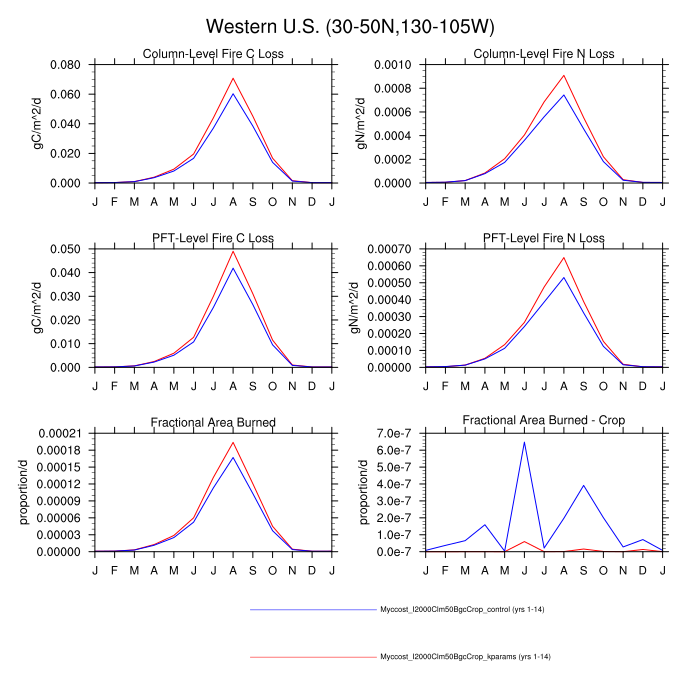 Western U.S. (30-50N,130-105W)
Column-Level Fire C Loss
gC/m^2/d
0.080
0.060
0.040
0.020
0.000
J F M A M J J A S O N D J
Column-Level Fire N Loss
gN/m^2/d
0.0010
0.0008
0.0006
0.0004
0.0002
0.0000
J F M A M J J A S O N D J
PFT-Level Fire C Loss
gC/m^2/d
0.050
0.040
0.030
0.020
0.010
0.000
J F M A M J J A S O N D J
PFT-Level Fire N Loss
gN/m^2/d
0.00070
0.00060
0.00050
0.00040
0.00030
0.00020
0.00010
0.00000
J F M A M J J A S O N D J
Fractional Area Burned
proportion/d
0.00021
0.00018
0.00015
0.00012
0.00009
0.00006
0.00003
0.00000
J F M A M J J A S O N D J
Fractional Area Burned - Crop
proportion/d
7.0e-7
6.0e-7
5.0e-7
4.0e-7
3.0e-7
2.0e-7
1.0e-7
0.0e-7
J F M A M J J A S O N D J
Myccost_I2000Clm50BgcCrop_control (yrs 1-14)
Myccost_I2000Clm50BgcCrop_kparams (yrs 1-14)